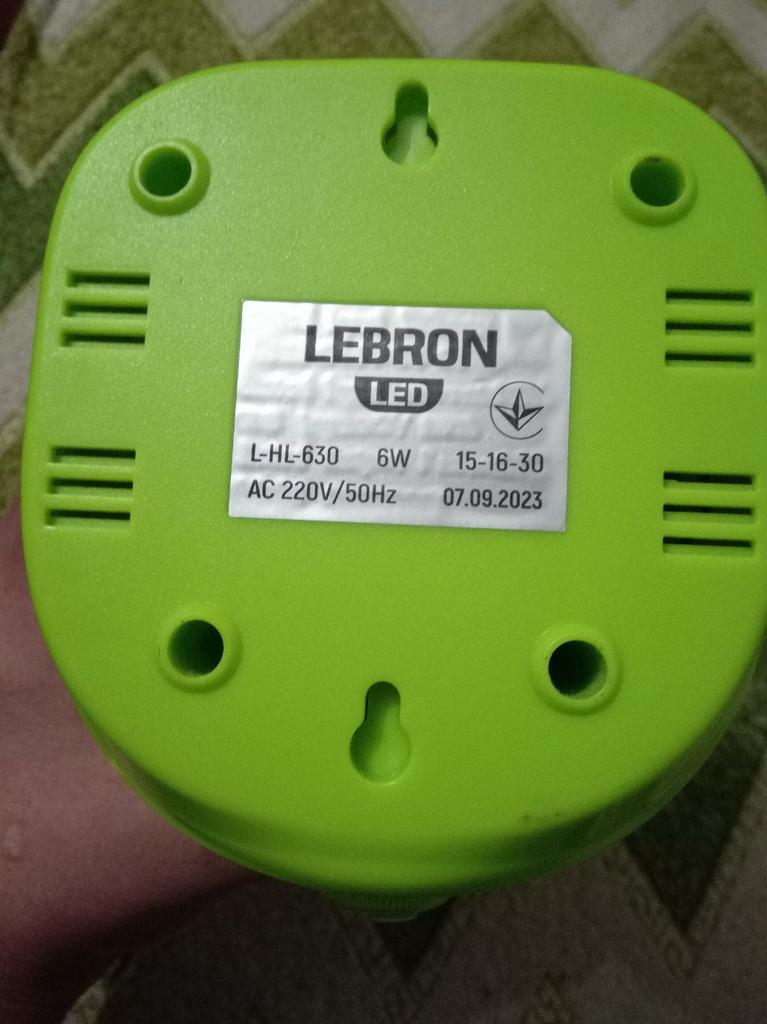 LEBRON
LED
L-HL-630 6W 15-16-30
AC 220V/50Hz 07.09.2023